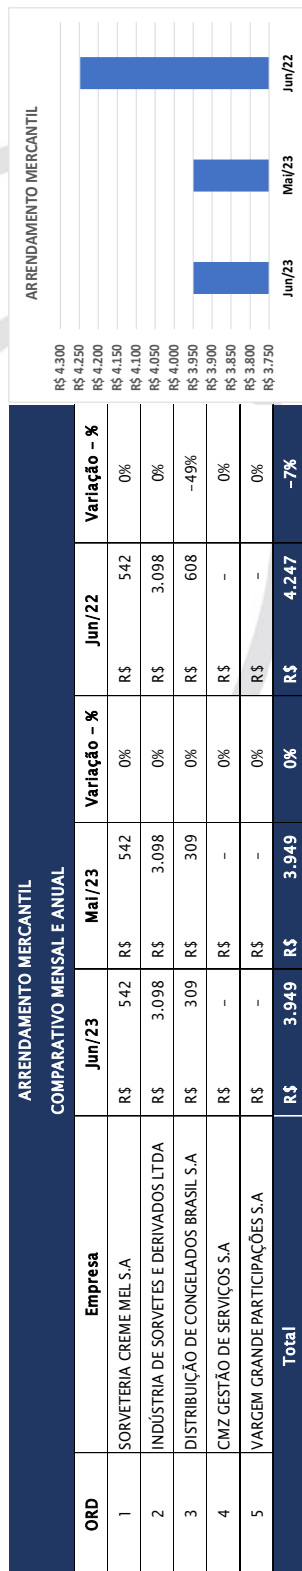 ARRENDAMENTO MERCANTIL
COMPARATIVO MENSAL E ANUAL
ORD Empresa Jun/23 Mai/23 Variação - % Jun/22 Variação - %
1 SORVETERIA CREME MEL S.A R$ 542 R$ 542 0% R$ 542 0%
2 INDÚSTRIA DE SORVETES E DERIVADOS LTDA R$ 3.098 R$ 3.098 0% R$ 3.098 0%
3 DISTRIBUIÇÃO DE CONGELADOS BRASIL S.A R$ 309 R$ 309 0% R$ 608 -49%
4 CMZ GESTÃO DE SERVIÇOS S.A R$ - R$ - 0% R$ - 0%
5 VARGEM GRANDE PARTICIPAÇÕES S.A R$ - R$ - 0% R$ - 0%
Total R$ 3.949 R$ 3.949 0% R$ 4.247 -7%
ARRENDAMENTO MERCANTIL
R$ 4.300
R$ 4.250
R$ 4.200
R$ 4.150
R$ 4.100
R$ 4.050
R$ 4.000
R$ 3.950
R$ 3.900
R$ 3.850
R$ 3.800
R$ 3.750
Jun/23 Mai/23 Jun/22